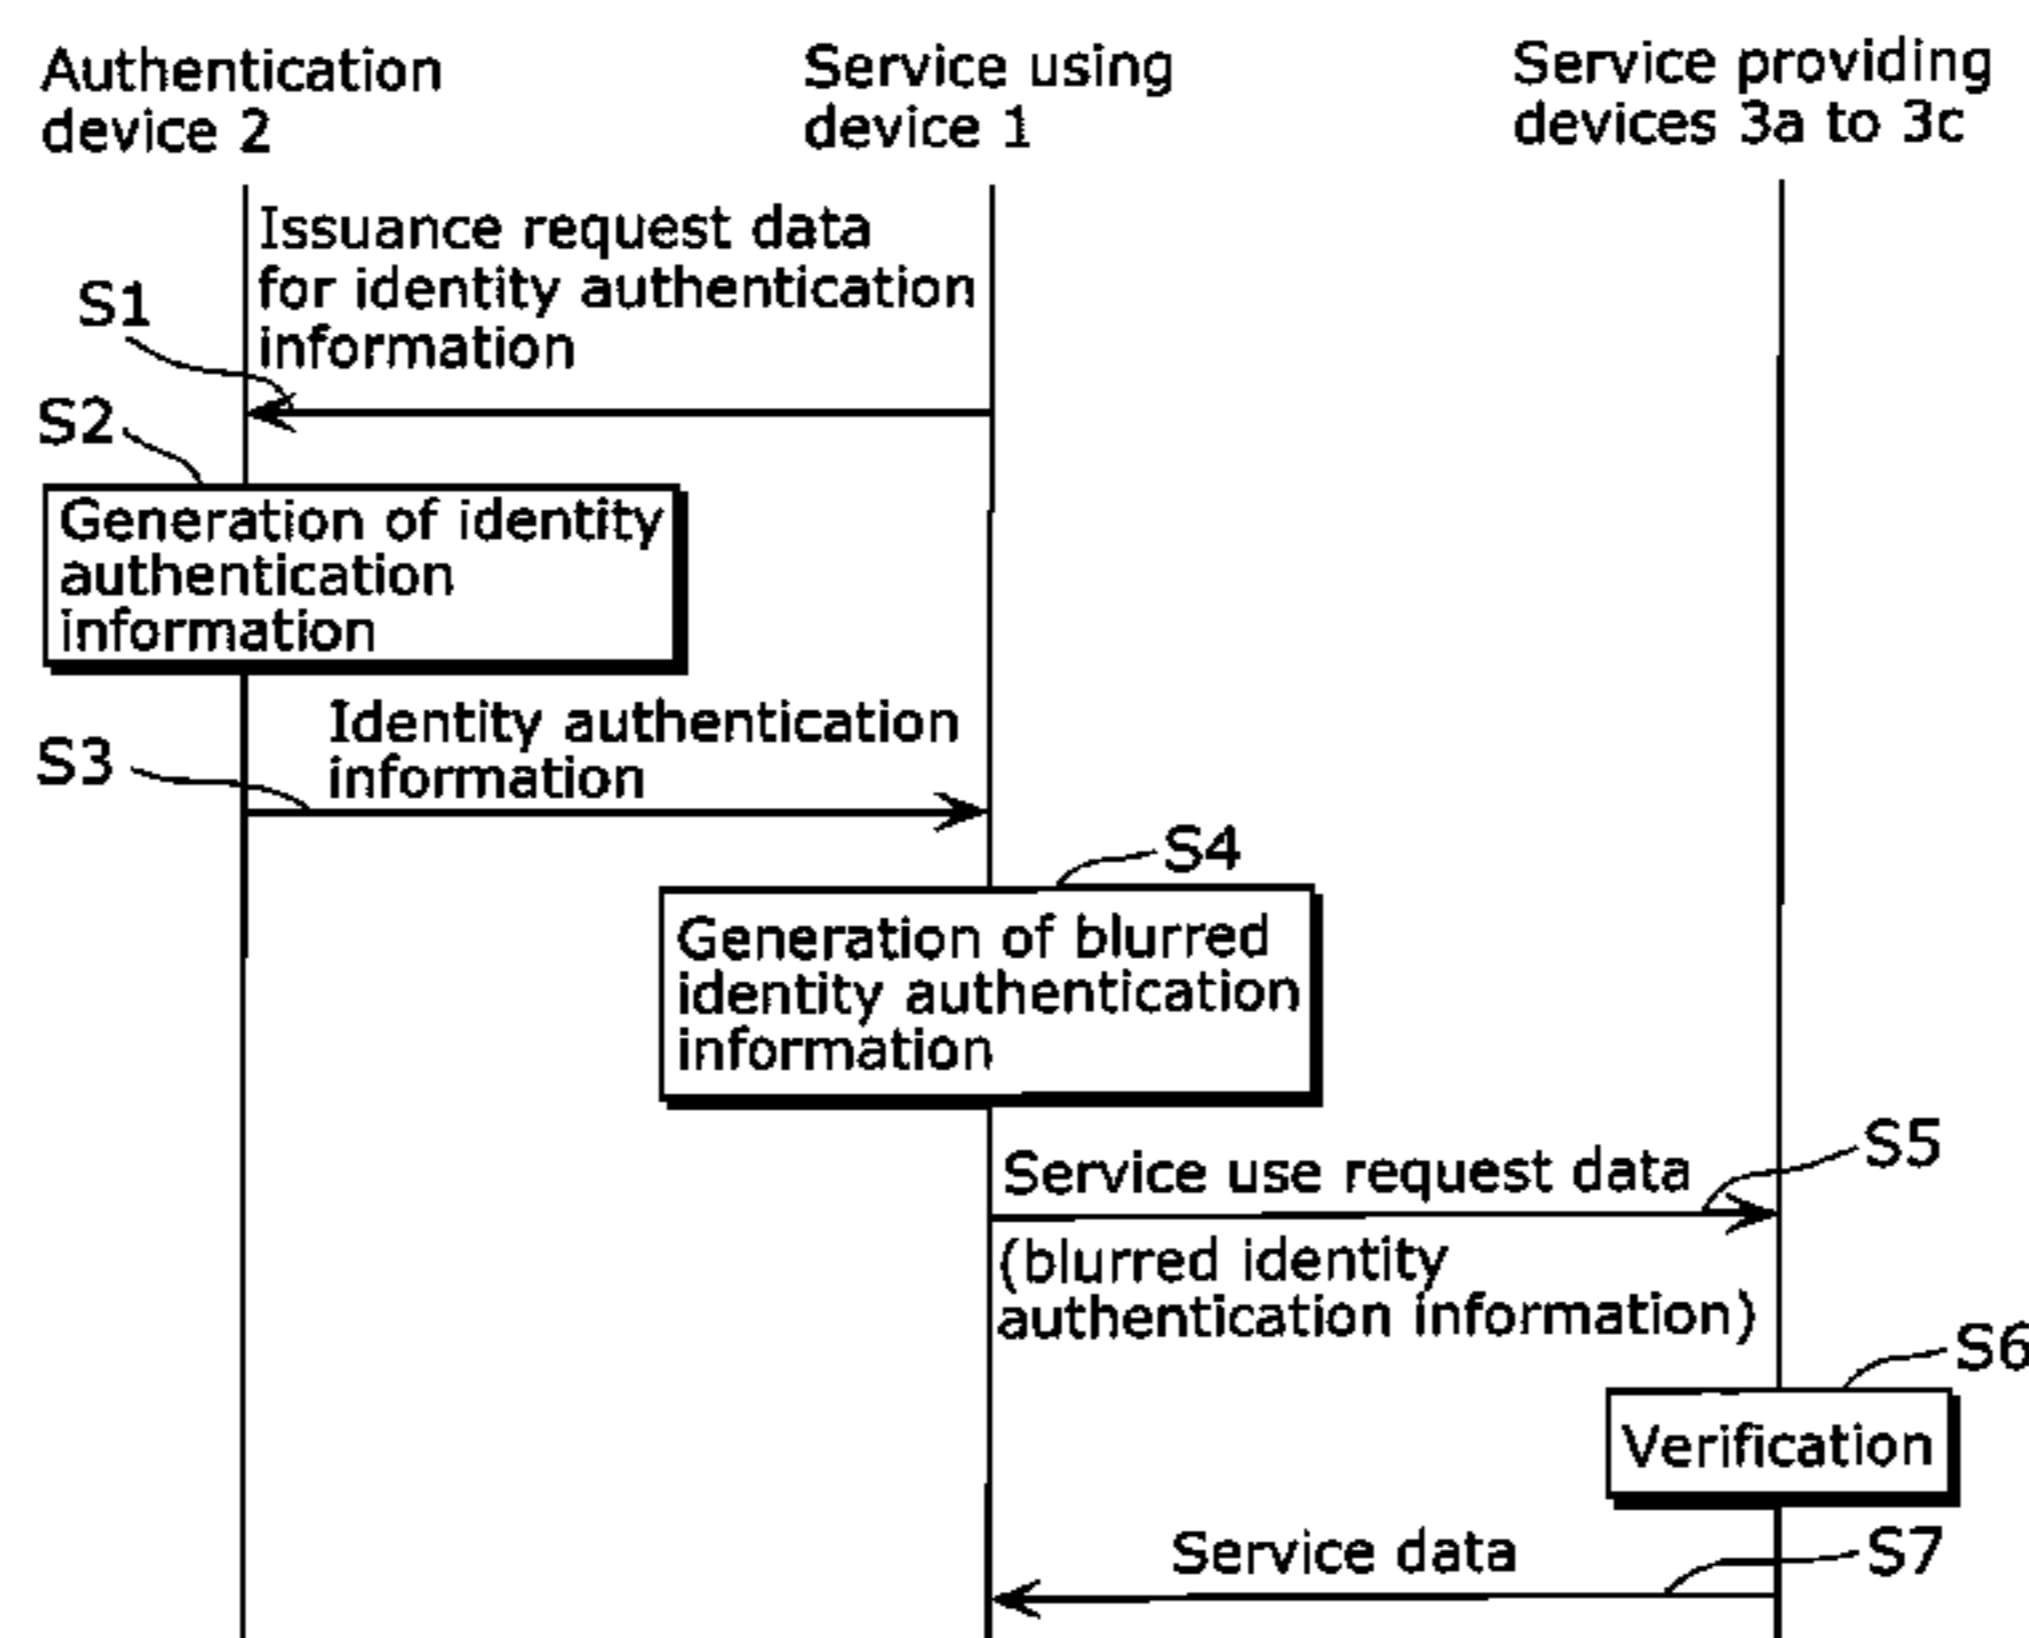 Authentication
device 2
Service using
device 1
Service providing
devices 3a to 3c
Issuance request data
for identity authentication
information
S1
S2
Generation of identity
authentication
information
Identity authentication
information
S3
S4
Generation of blurred
identity authentication
information
Service use request data
S5
(blurred identity
authentication information)
S6
Verification
Service data
S7